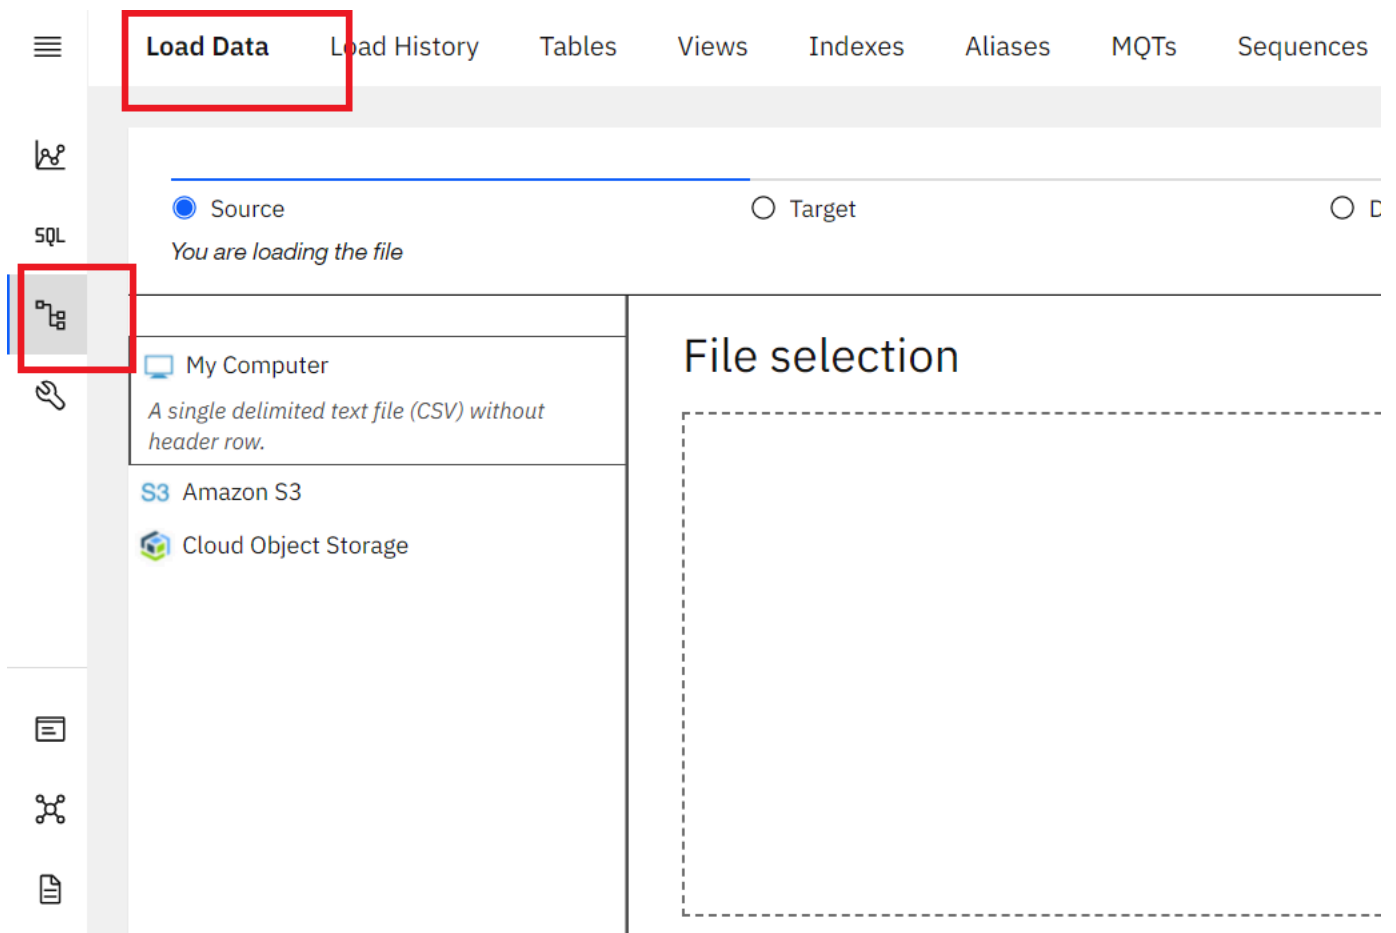 Load Data Load History Tables Views Indexes Aliases MQTs Sequences
Source Target
You are loading the file
SQL
My Computer
A single delimited text file (CSV) without
header row.
S3 Amazon S3
Cloud Object Storage
File selection